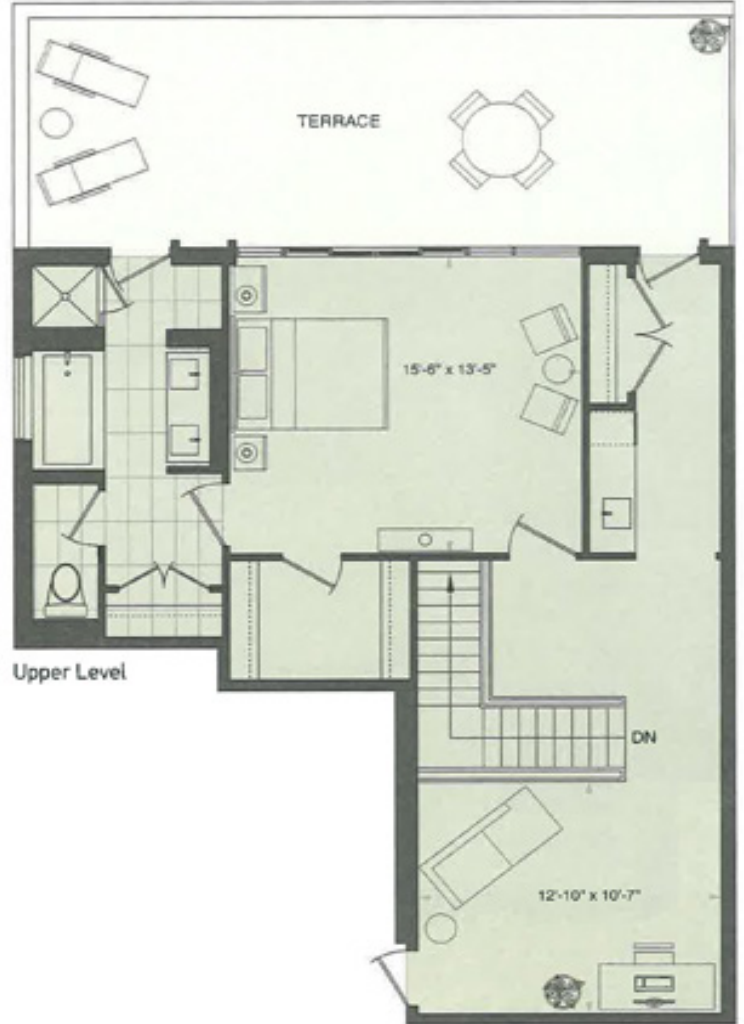 TERRACE
15'-6" x 13'-5"
Upper Level
DN
12'-10" x 10'-7"